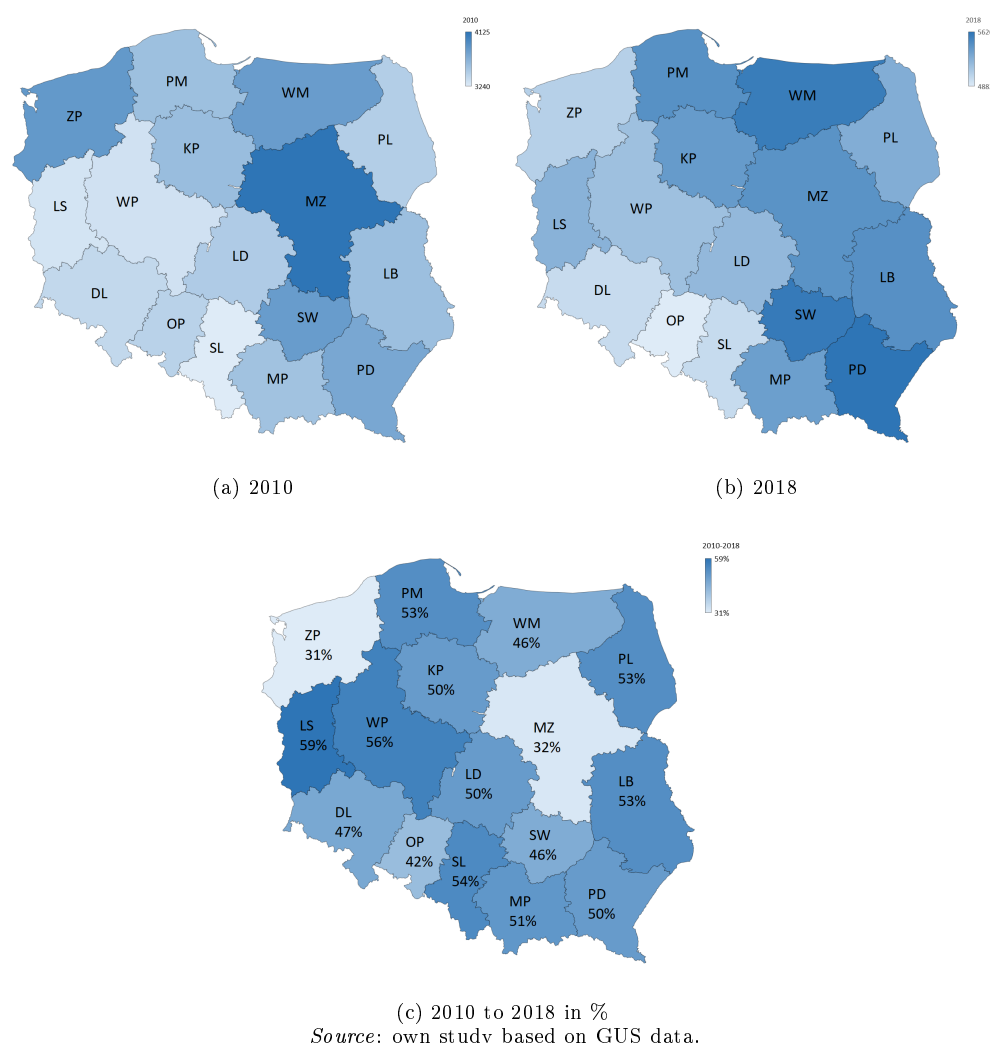 2010
4125
3240
PM
ZP
WM
KP
PL
LS
WP
MZ
LD
LB
DL
OP
SW
SL
PD
MP
(a) 2010
2018
562
488
PM
WM
ZP
PL
KP
MZ
WP
LS
LD
LB
DL
OP
SW
SL
PD
MP
(b) 2018
2010-2018
59%
31%
PM
53%
ZP
31%
WM
46%
PL
53%
KP
50%
LS
59%
WP
56%
MZ
32%
LD
50%
LB
53%
DL
47%
OP
42%
SW
46%
SL
54%
MP
51%
PD
50%
(c) 2010 to 2018 in %
Source: own study based on GUS data.